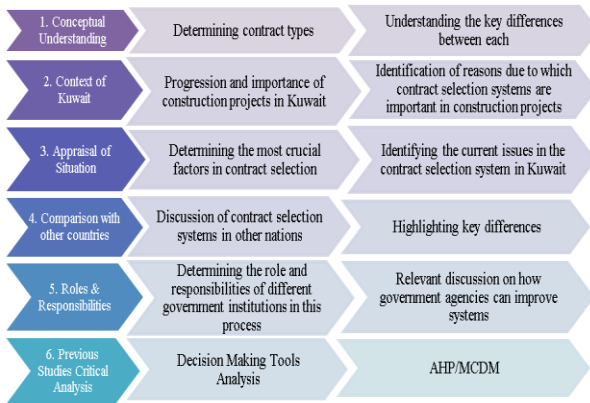 1. Conceptual
Understanding
Determining contract types
Understanding the key differences
between each
2. Context of
Kuwait
Progression and importance of
construction projects in Kuwait
Identification of reasons due to which
contract selection systems are
important in construction projects
3. Appraisal of
Situation
Determining the most crucial
factors in contract selection
Identifying the current issues in the
contract selection system in Kuwait
4. Comparison with
other countries
Discussion of contract selection
systems in other nations
Highlighting key differences
5. Roles &
Responsibilities
Determining the role and
responsibilities of different
government institutions in this
process
Relevant discussion on how
government agencies can improve
systems
6. Previous
Studies Critical
Analysis
Decision Making Tools
Analysis
AHP/MCDM